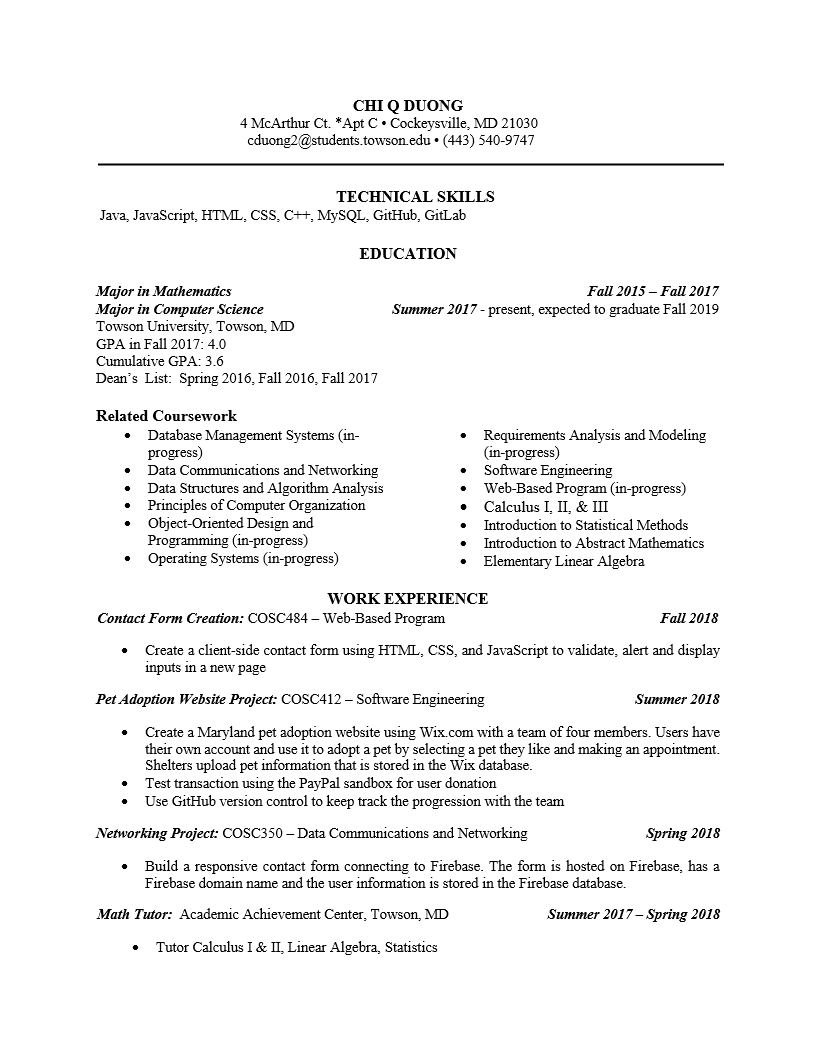 CHI Q DUONG
4 McArthur Ct. *Apt C • Cockeysville, MD 21030
cduong2@students.towson.edu • (443) 540-9747
TECHNICAL SKILLS
Java, JavaScript, HTML, CSS, C++, MySQL, GitHub, GitLab
EDUCATION
Major in Mathematics Fall 2015 – Fall 2017
Major in Computer Science Summer 2017 - present, expected to graduate Fall 2019
Towson University, Towson, MD
GPA in Fall 2017: 4.0
Cumulative GPA: 3.6
Dean’s List: Spring 2016, Fall 2016, Fall 2017
Related Coursework
• Database Management Systems (in-
progress)
• Data Communications and Networking
• Data Structures and Algorithm Analysis
• Principles of Computer Organization
• Object-Oriented Design and
Programming (in-progress)
• Operating Systems (in-progress)
• Requirements Analysis and Modeling
(in-progress)
• Software Engineering
• Web-Based Program (in-progress)
• Calculus I, II, & III
• Introduction to Statistical Methods
• Introduction to Abstract Mathematics
• Elementary Linear Algebra
WORK EXPERIENCE
Contact Form Creation: COSC484 – Web-Based Program Fall 2018
• Create a client-side contact form using HTML, CSS, and JavaScript to validate, alert and display
inputs in a new page
Pet Adoption Website Project: COSC412 – Software Engineering Summer 2018
• Create a Maryland pet adoption website using Wix.com with a team of four members. Users have
their own account and use it to adopt a pet by selecting a pet they like and making an appointment.
Shelters upload pet information that is stored in the Wix database.
• Test transaction using the PayPal sandbox for user donation
• Use GitHub version control to keep track the progression with the team
Networking Project: COSC350 – Data Communications and Networking Spring 2018
• Build a responsive contact form connecting to Firebase. The form is hosted on Firebase, has a
Firebase domain name and the user information is stored in the Firebase database.
Math Tutor: Academic Achievement Center, Towson, MD Summer 2017 – Spring 2018
• Tutor Calculus I & II, Linear Algebra, Statistics